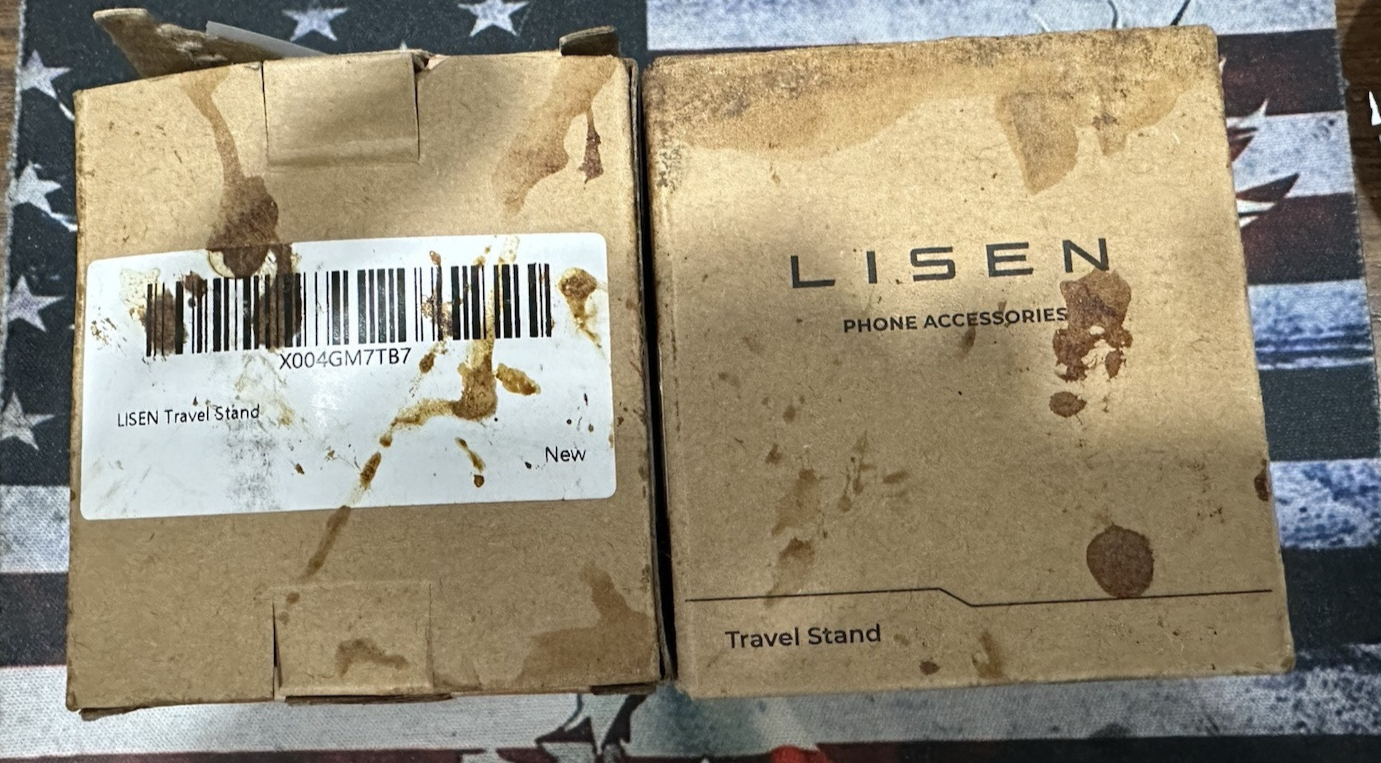 X004GM7TB7
LISEN Travel Stand
New
LISEN
PHONE ACCESSORIES
Travel Stand